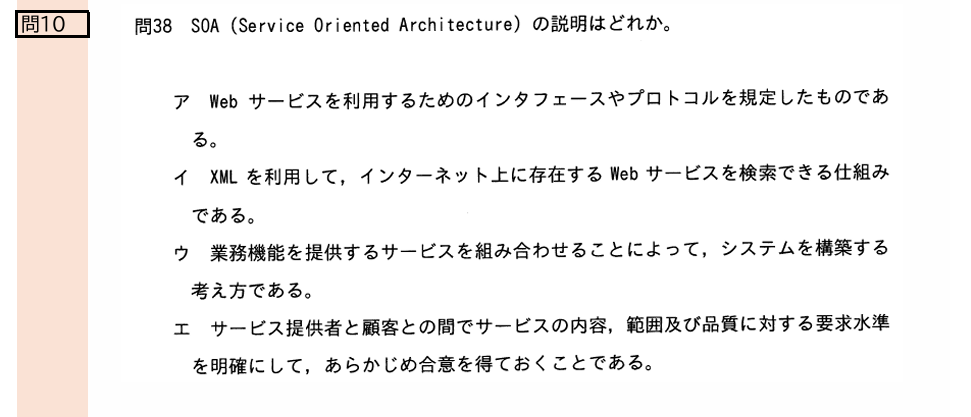 問10
問38 SOA（Service Oriented Architecture）の説明はどれか。
ア Web サービスを利用するためのインタフェースやプロトコルを規定したものであ
る。
イ XML を利用して，インターネット上に存在する Web サービスを検索できる仕組み
である。
ウ 業務機能を提供するサービスを組み合わせることによって，システムを構築する
考え方である。
エ サービス提供者と顧客との間でサービスの内容，範囲及び品質に対する要求水準
を明確にして，あらかじめ合意を得ておくことである。